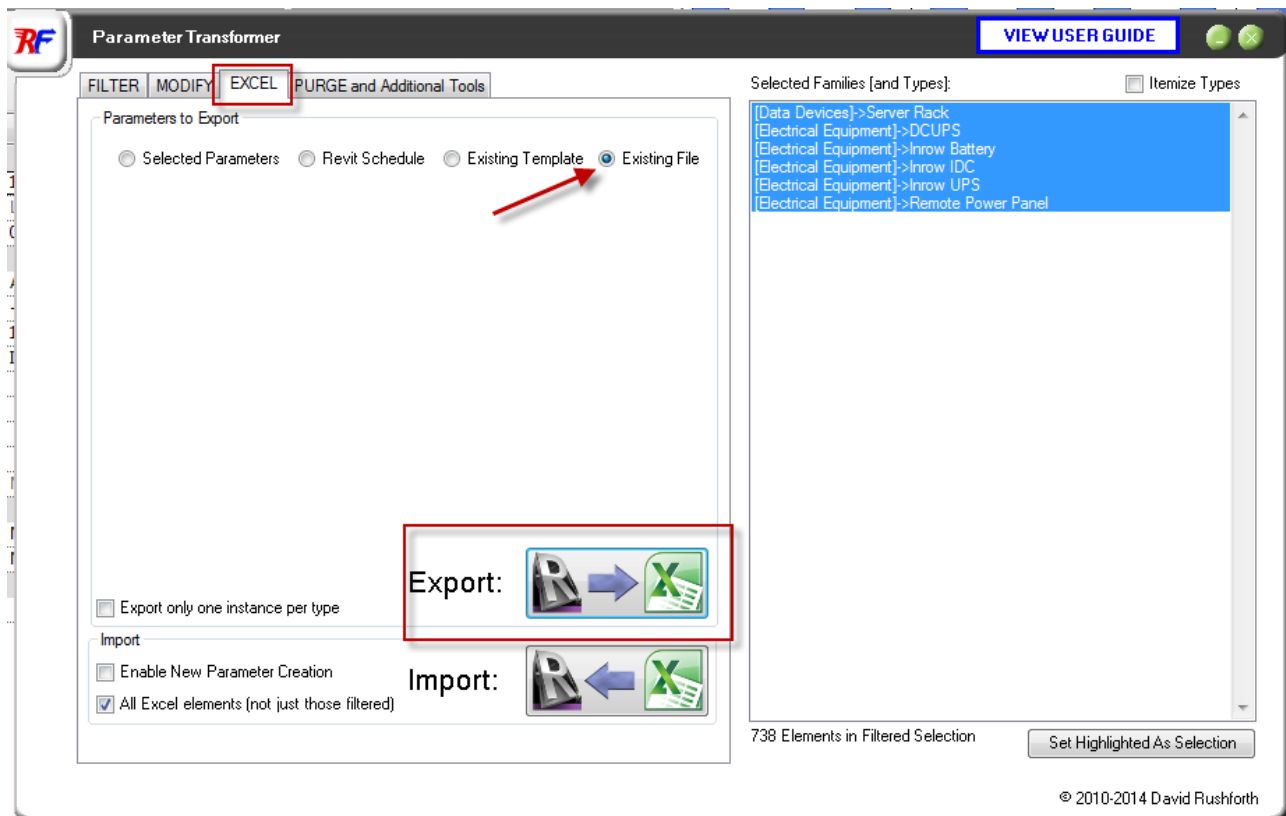 RF
Parameter Transformer
VIEW USER GUIDE
FILTER MODIFY EXCEL PURGE and Additional Tools
Parameters to Export
Selected Parameters Revit Schedule Existing Template Existing File
Export only one instance per type
Export:
Import
Enable New Parameter Creation
All Excel elements (not just those filtered)
Import:
Selected Families [and Types]:
Itemize Types
[Data Devices]->Server Rack
[Electrical Equipment]->DCUPS
[Electrical Equipment]->Inrow Battery
[Electrical Equipment]->Inrow IDC
[Electrical Equipment]->Inrow UPS
[Electrical Equipment]->Remote Power Panel
738 Elements in Filtered Selection
Set Highlighted As Selection
© 2010-2014 David Rushforth